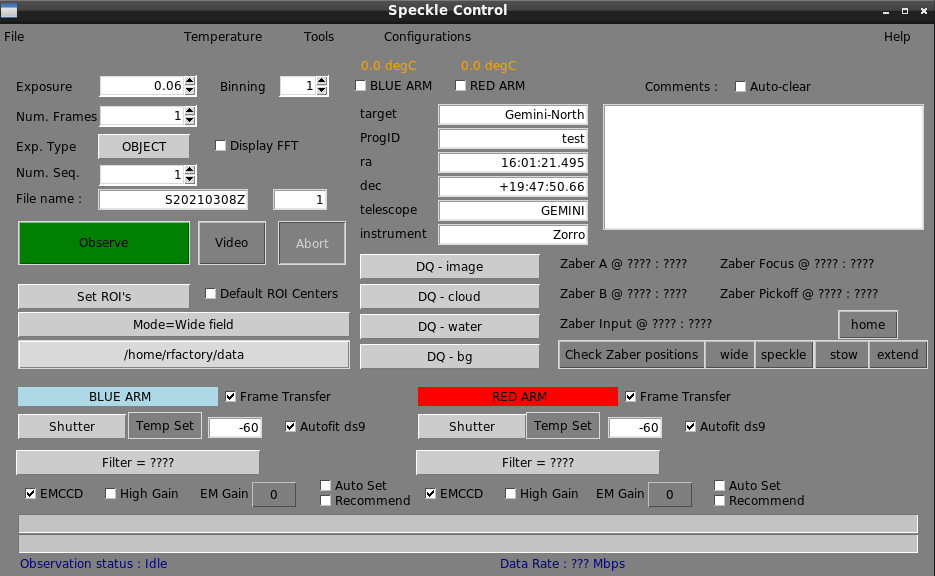 Speckle Control
File Temperature Tools Configurations Help
0.0 degC 0.0 degC
Exposure 0.06 Binning 1 BLUE ARM RED ARM Comments : Auto-clear
Num. Frames 1 target Gemini-North
ProgID test
Exp. Type OBJECT Display FFT
ra 16:01:21.495
Num. Seq. 1 dec +19:47:50.66
File name : S20210308Z 1
telescope GEMINI
instrument Zorro
Observe Video Abort
DQ - image Zaber A @ ???? : ???? Zaber Focus @ ???? : ????
Set ROI's Default ROI Centers DQ - cloud Zaber B @ ???? : ???? Zaber Pickoff @ ???? : ????
Mode=Wide field DQ - water Zaber Input @ ???? : ???? home
/home/rfactory/data DQ - bg Check Zaber positions wide speckle stow extend
BLUE ARM Frame Transfer RED ARM Frame Transfer
Shutter Temp Set -60 Autofit ds9 Shutter Temp Set -60 Autofit ds9
Filter = ???? Filter = ????
EMCCD High Gain EM Gain 0 Auto Set EMCCD High Gain EM Gain 0 Auto Set
Recommend Recommend
Observation status : Idle Data Rate : ??? Mbps